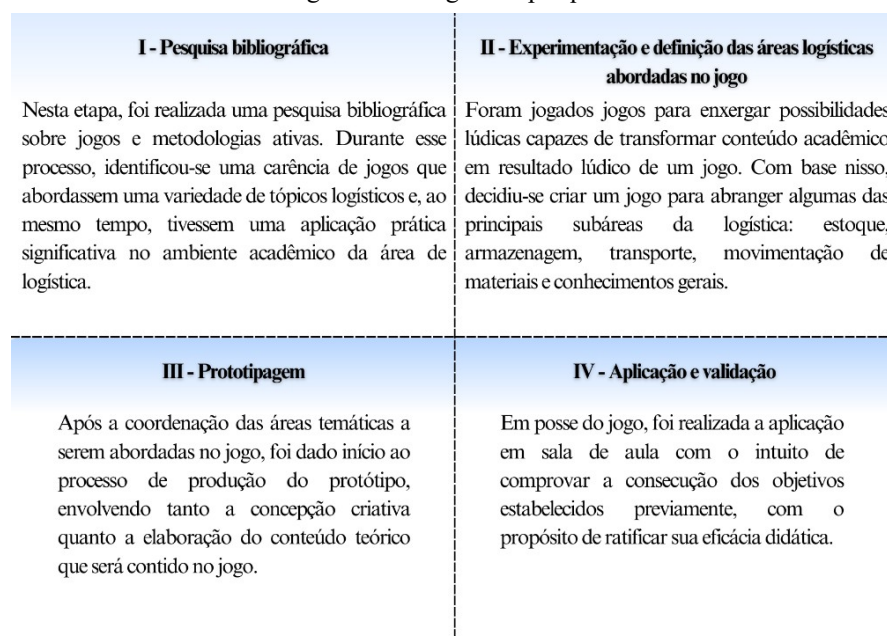 I - Pesquisa bibliográfica
Nesta etapa, foi realizada uma pesquisa bibliográfica
sobre jogos e metodologias ativas. Durante esse
processo, identificou-se uma carência de jogos que
abordassem uma variedade de tópicos logísticos e, ao
mesmo tempo, tivessem uma aplicação prática
significativa no ambiente acadêmico da área de
logística.
II - Experimentação e definição das áreas logísticas
abordadas no jogo
Foram jogados jogos para enxergar possibilidades
lúdicas capazes de transformar conteúdo acadêmico
em resultado lúdico de um jogo. Com base nisso,
decidiu-se criar um jogo para abranger algumas das
principais subáreas da logística: estoque,
armazenagem, transporte, movimentação de
materiais e conhecimentos gerais.
III - Prototipagem
Após a coordenação das áreas temáticas a
serem abordadas no jogo, foi dado início ao
processo de produção do protótipo,
envolvendo tanto a concepção criativa
quanto a elaboração do conteúdo teórico
que será contido no jogo.
IV - Aplicação e validação
Em posse do jogo, foi realizada a aplicação
em sala de aula com o intuito de
comprovar a consecução dos objetivos
estabelecidos previamente, com o
propósito de ratificar sua eficácia didática.